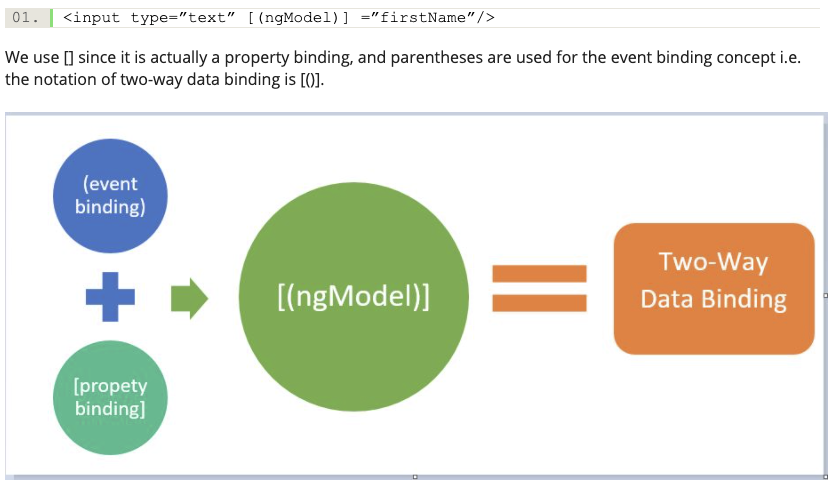 01. <input type=”text” [(ngModel)] =”firstName”/>
We use [] since it is actually a property binding, and parentheses are used for the event binding concept i.e.
the notation of two-way data binding is [()].
(event
binding)
[propety
binding]
[(ngModel)]
Two-Way
Data Binding